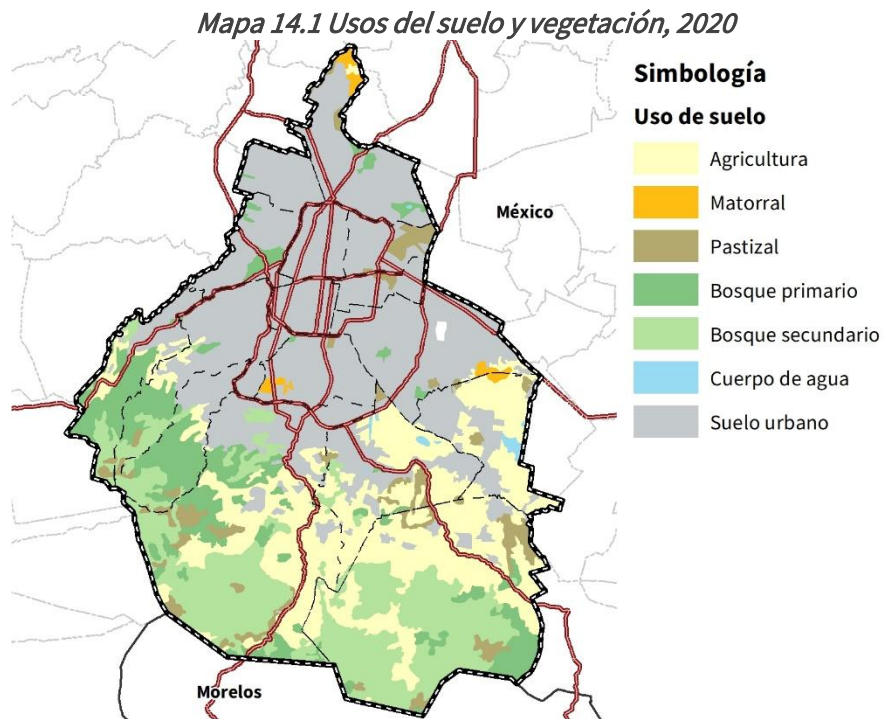 Mapa 14.1 Usos del suelo y vegetación, 2020
Simbología
Uso de suelo
Agricultura
Matorral
Pastizal
Bosque primario
Bosque secundario
Cuerpo de agua
Suelo urbano
México
Morelos